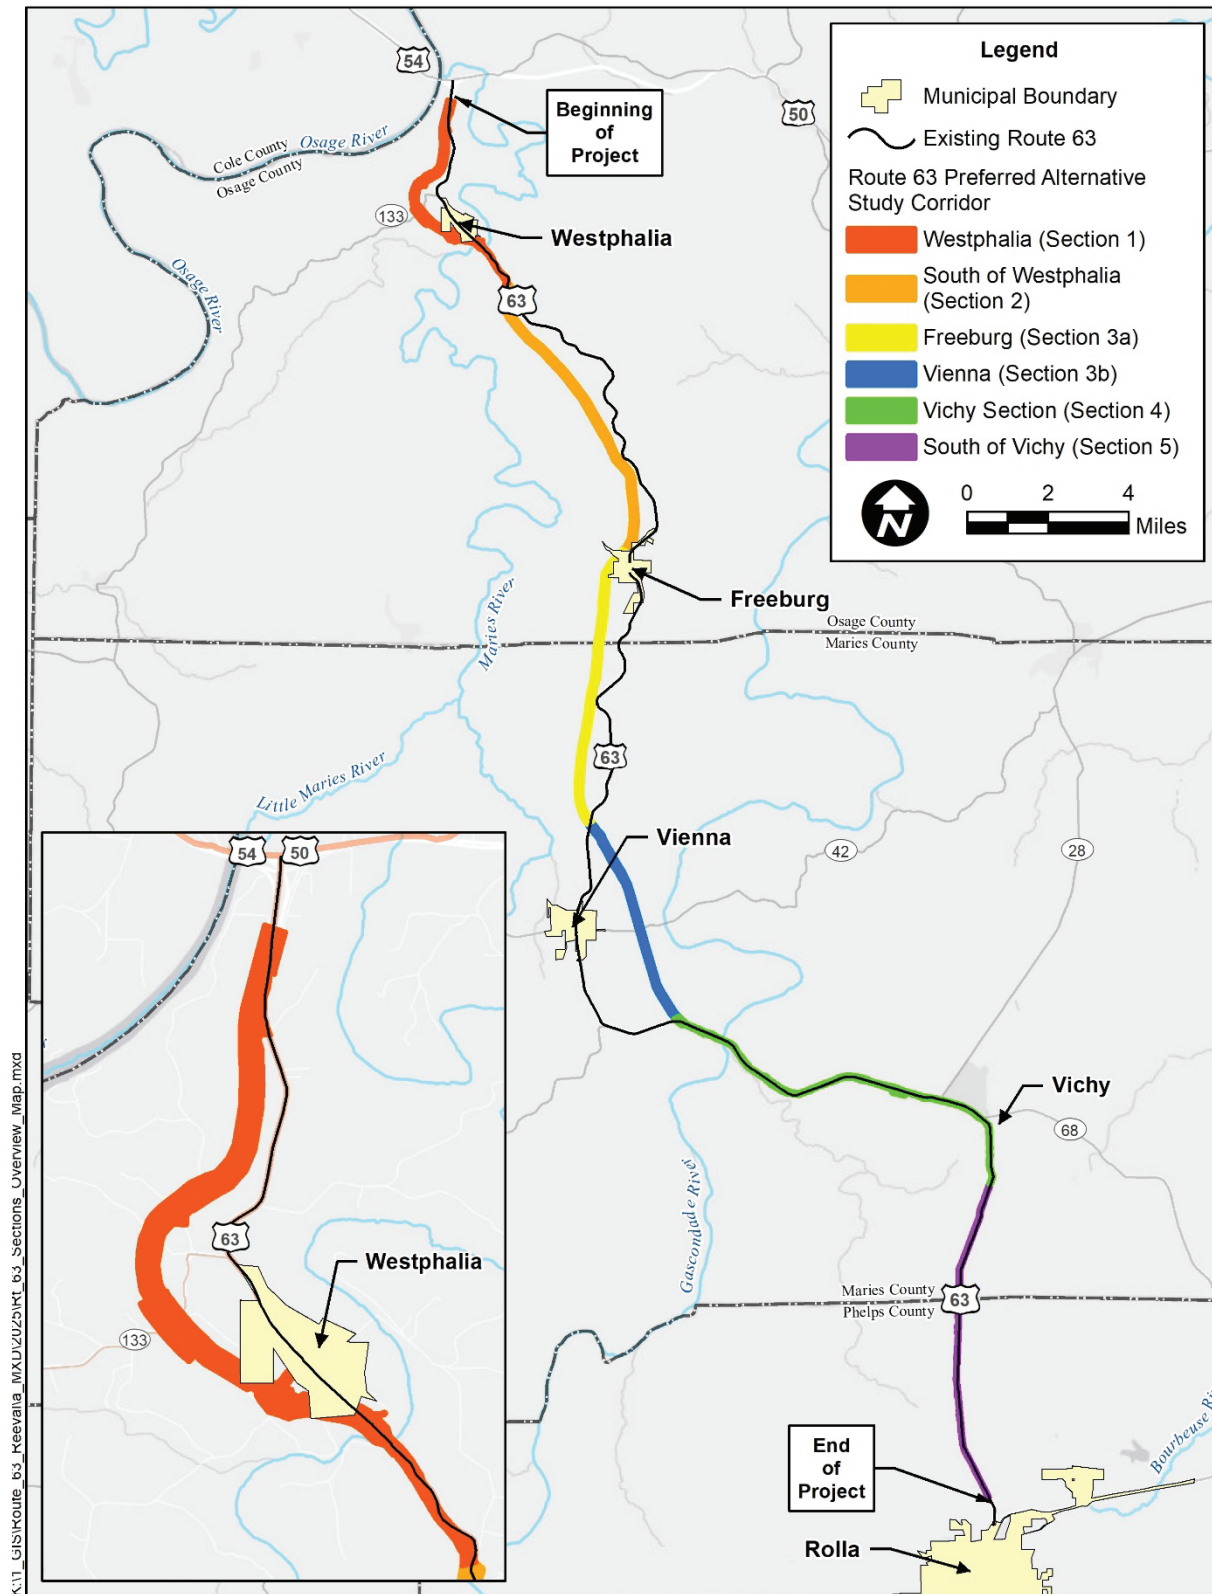 Legend
Municipal Boundary
Existing Route 63
Route 63 Preferred Alternative
Study Corridor
Westphalia (Section 1)
South of Westphalia
(Section 2)
Freeburg (Section 3a)
Vienna (Section 3b)
Vichy Section (Section 4)
South of Vichy (Section 5)
N
0 2 4
Miles
54
50
Beginning
of
Project
Cole County
Osage River
Osage County
133
Westphalia
Osage River
63
Freeburg
Maries River
Osage County
Maries County
63
Little Maries River
Vienna
42
28
Vichy
68
Gasconade River
Maries County
63
Phelps County
End
of
Project
Bourbeuse
Rolla
54
50
63
Westphalia
133